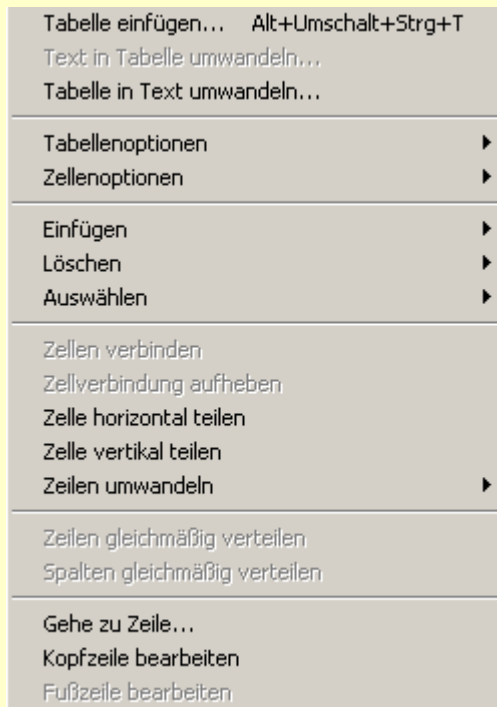 Tabelle einfügen... Alt+Umschalt+Strg+T
Text in Tabelle umwandeln...
Tabelle in Text umwandeln...
Tabellenoptionen
Zellenoptionen
Einfügen
Löschen
Auswählen
Zellen verbinden
Zellverbindung aufheben
Zelle horizontal teilen
Zelle vertikal teilen
Zeilen umwandeln
Zeilen gleichmäßig verteilen
Spalten gleichmäßig verteilen
Gehe zu Zeile...
Kopfzeile bearbeiten
Fußzeile bearbeiten